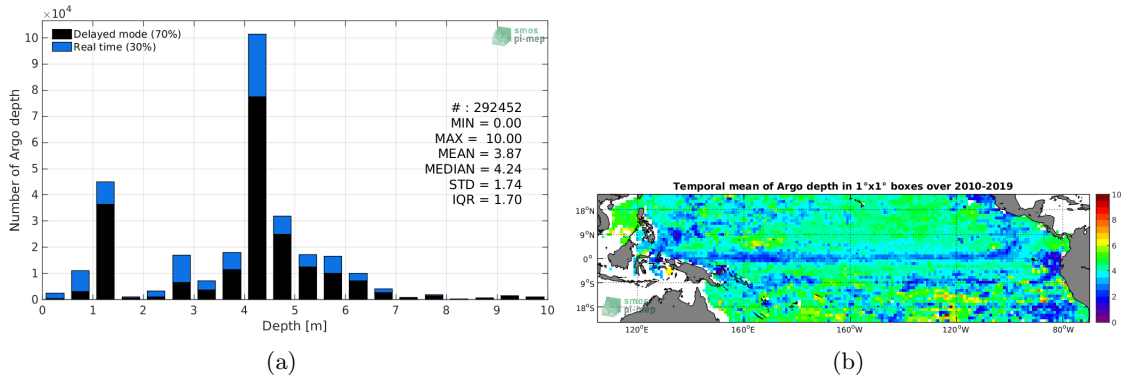 ×10⁴
10
9
8
7
6
5
4
3
2
1
0
Number of Argo depth
Delayed mode (70%)
Real time (30%)
smos
pi-mep
# : 292452
MIN = 0.00
MAX = 10.00
MEAN = 3.87
MEDIAN = 4.24
STD = 1.74
IQR = 1.70
0 1 2 3 4 5 6 7 8 9 10
Depth [m]
(a)
Temporal mean of Argo depth in 1°x1° boxes over 2010-2019
18°N
9°N
0°
9°S
18°S
smos
pi-mep
120°E 160°E 160°W 120°W 80°W
10
8
6
4
2
0
(b)